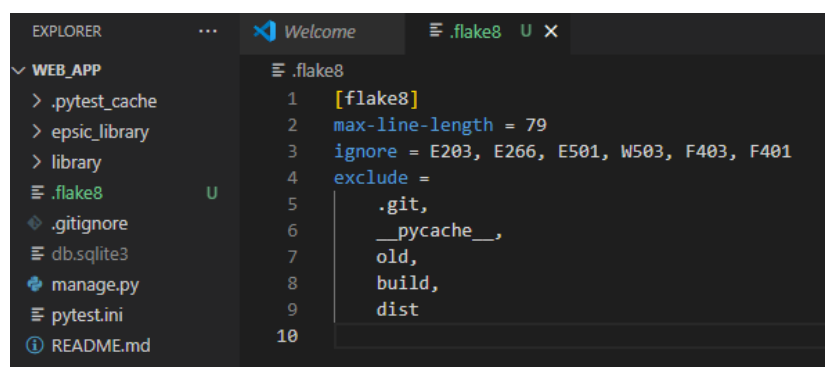 EXPLORER ...
WEB_APP
.pytest_cache
epsic_library
library
.flake8 U
.gitignore
db.sqlite3
manage.py
pytest.ini
README.md
Welcome .flake8 U
.flake8
1 [flake8]
2 max-line-length = 79
3 ignore = E203, E266, E501, W503, F403, F401
4 exclude =
5 .git,
6 __pycache__,
7 old,
8 build,
9 dist
10